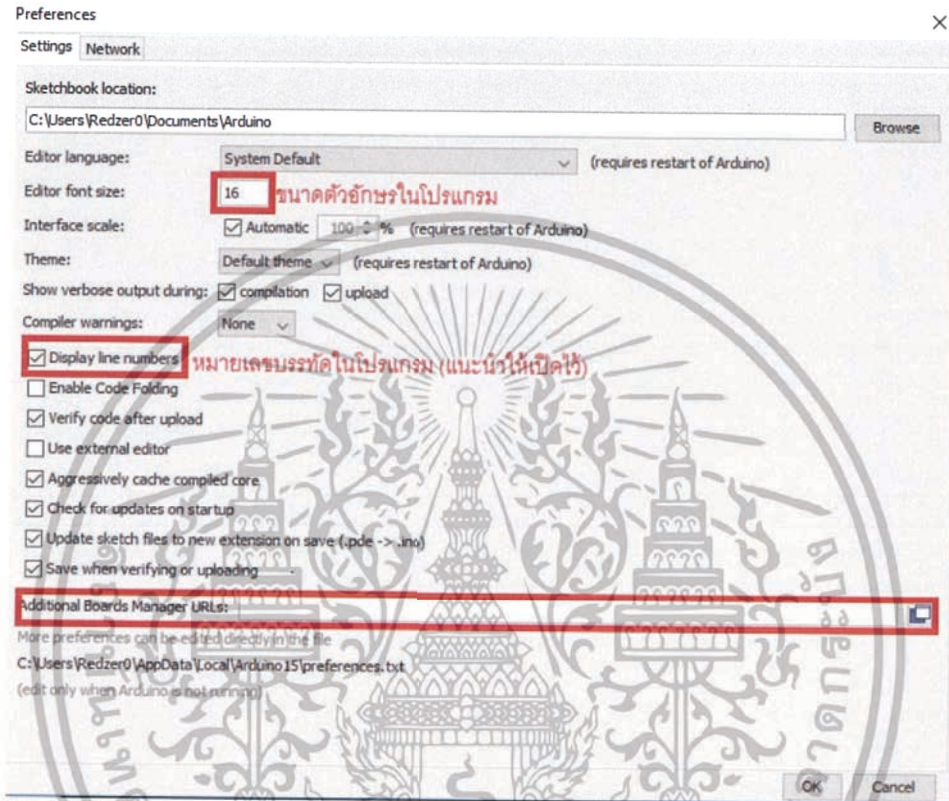 Preferences
Settings Network
Sketchbook location:
C:\Users\Redzer0\Documents\Arduino Browse
Editor language: System Default (requires restart of Arduino)
Editor font size: 16 ขนาดตัวอักษรในโปรแกรม
Interface scale: Automatic 100 % (requires restart of Arduino)
Theme: Default theme (requires restart of Arduino)
Show verbose output during: compilation upload
Compiler warnings: None
Display line numbers หมายเลขบรรทัดในโปรแกรม (แนะนำให้เปิดไว้)
Enable Code Folding
Verify code after upload
Use external editor
Aggressively cache compiled core
Check for updates on startup
Update sketch files to new extension on save (.pde -> .ino)
Save when verifying or uploading
Additional Boards Manager URLs:
More preferences can be edited directly in the file
C:\Users\Redzer0\AppData\Local\Arduino15\preferences.txt
(edit only when Arduino is not running)
OK Cancel